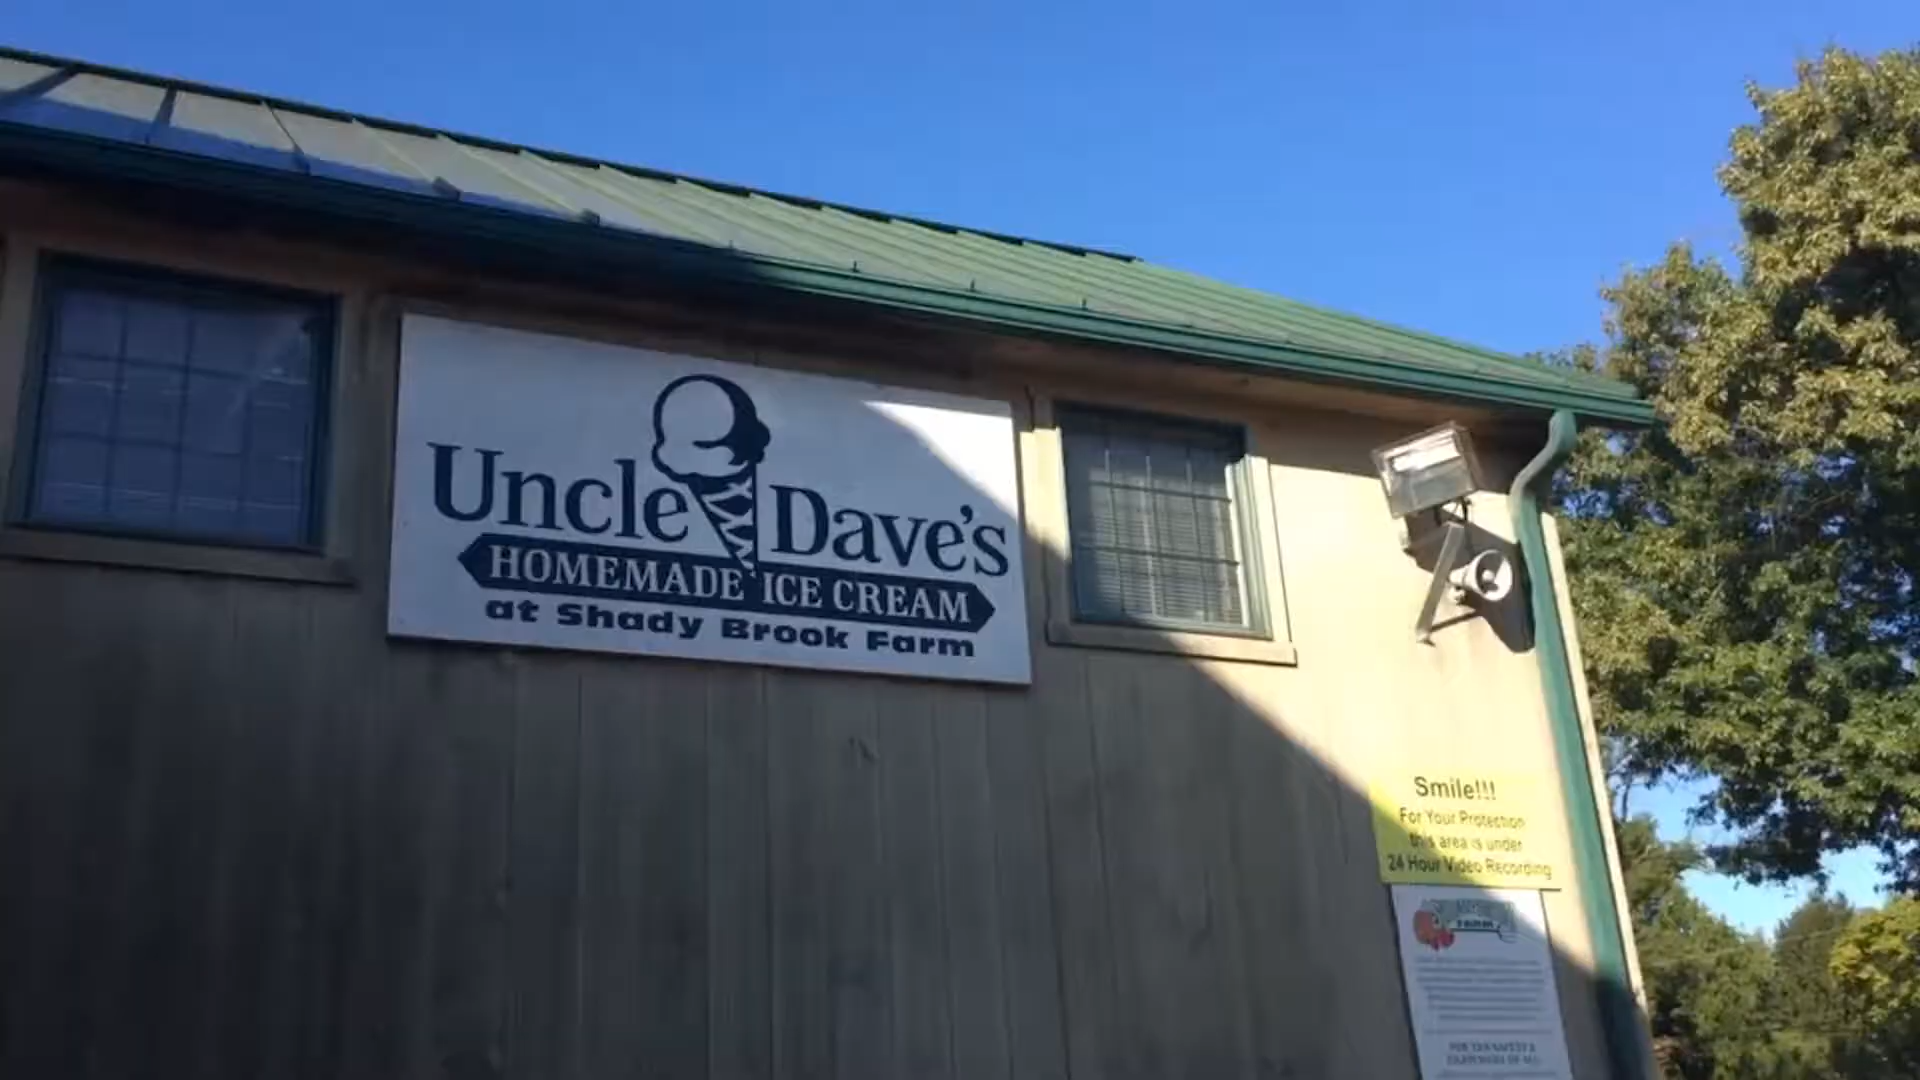 Uncle Dave's
HOMEMADE ICE CREAM
at Shady Brook Farm
Smile!!!
For Your Protection
this area is under
24 Hour Video Recording
Farm